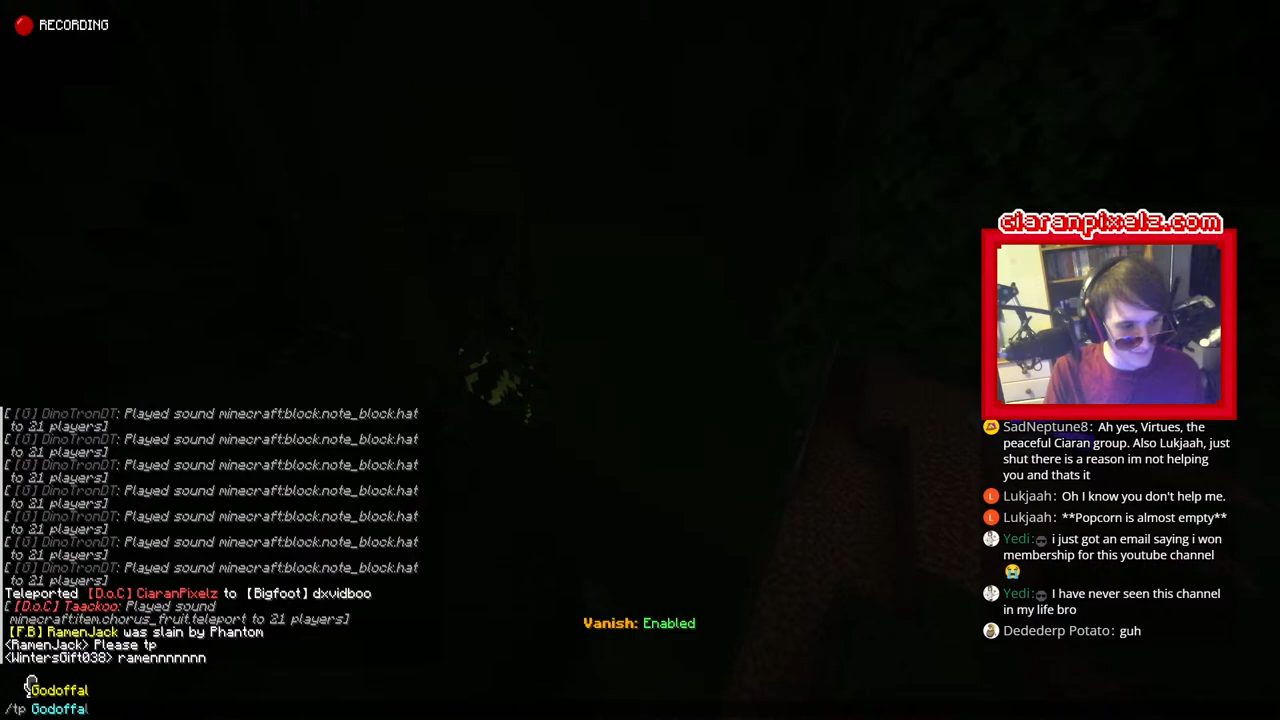 RECORDING
ciaranpixelz.com
[ [G] DinoTronDT: Played sound minecraft:block.note_block.hat
to 21 players]
[ [G] DinoTronDT: Played sound minecraft:block.note_block.hat
to 21 players]
[ [G] DinoTronDT: Played sound minecraft:block.note_block.hat
to 21 players]
[ [G] DinoTronDT: Played sound minecraft:block.note_block.hat
to 21 players]
[ [G] DinoTronDT: Played sound minecraft:block.note_block.hat
to 21 players]
[ [G] DinoTronDT: Played sound minecraft:block.note_block.hat
to 21 players]
[ [G] DinoTronDT: Played sound minecraft:block.note_block.hat
to 21 players]
Teleported [D.o.C] CiaranPixelz to [Bigfoot] dxvidboo
[ [D.o.C] Taackoo: Played sound
minecraft:item.chorus_fruit.teleport to 21 players]
[F.B] RamenJack was slain by Phantom
<RamenJack> Please tp
<WintersGift038> ramennnnnnn
Godoffal
/tp Godoffal
Vanish: Enabled
SadNeptune8: Ah yes, Virtues, the
peaceful Ciaran group. Also Lukjaah, just
shut there is a reason im not helping
you and thats it
Lukjaah: Oh I know you don't help me.
Lukjaah: **Popcorn is almost empty**
Yedi: i just got an email saying i won
membership for this youtube channel
😭
Yedi: I have never seen this channel
in my life bro
Dedederp Potato: guh